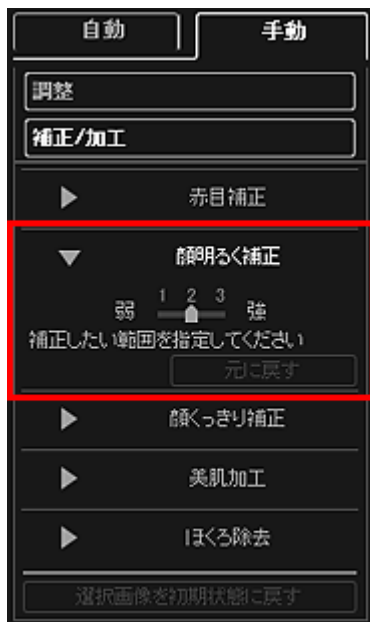 自動
手動
調整
補正/加工
赤目補正
顔明るく補正
1 2 3
弱 強
補正したい範囲を指定してください
元に戻す
顔くっきり補正
美肌加工
ほくろ除去
選択画像を初期状態に戻す